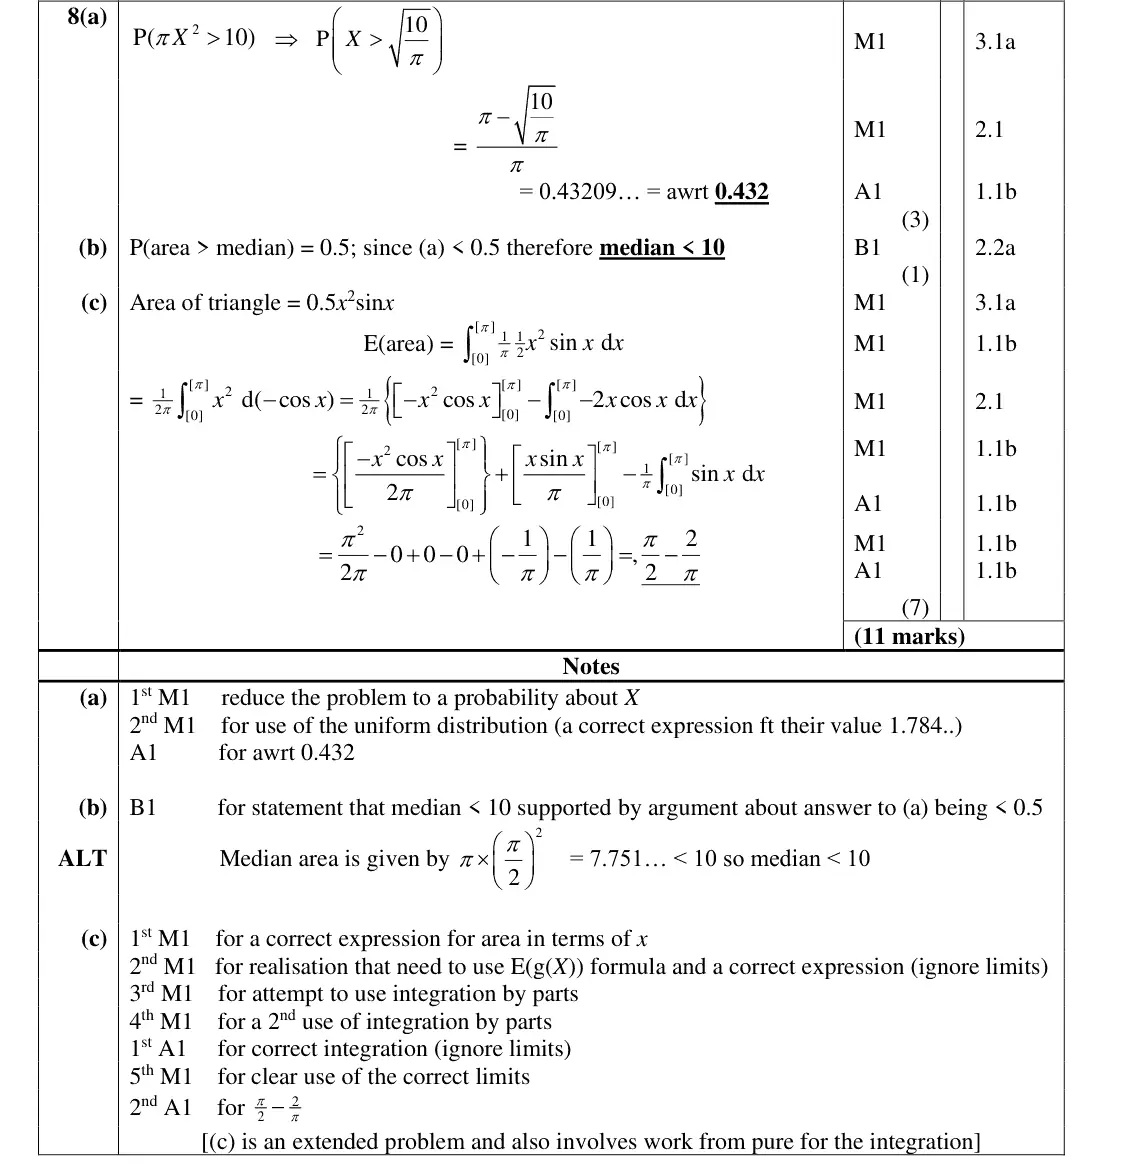 8(a) P(πX² > 10) ⇒ P(X > √(10/π)) M1 3.1a
= (π − √(10/π))/π M1 2.1
= 0.43209… = awrt 0.432 A1 1.1b
(3)
(b) P(area > median) = 0.5; since (a) < 0.5 therefore median < 10 B1 2.2a
(1)
(c) Area of triangle = 0.5x²sinx M1 3.1a
E(area) = ∫_[0]^[π] (1/π)(1/2)x² sin x dx M1 1.1b
= (1/2π) ∫_[0]^[π] x² d(−cos x) = (1/2π) {[−x² cos x]_[0]^[π] − ∫_[0]^[π] −2x cos x dx} M1 2.1
= {[(−x² cos x)/(2π)]_[0]^[π]} + [(x sin x)/π]_[0]^[π] − (1/π) ∫_[0]^[π] sin x dx M1 1.1b
A1 1.1b
= π²/(2π) − 0 + 0 − 0 + (−1/π) − (1/π) =, π/2 − 2/π M1 1.1b
A1 1.1b
(7)
(11 marks)
Notes
(a) 1st M1 reduce the problem to a probability about X
2nd M1 for use of the uniform distribution (a correct expression ft their value 1.784..)
A1 for awrt 0.432
(b) B1 for statement that median < 10 supported by argument about answer to (a) being < 0.5
ALT Median area is given by π×(π/2)² = 7.751… < 10 so median < 10
(c) 1st M1 for a correct expression for area in terms of x
2nd M1 for realisation that need to use E(g(X)) formula and a correct expression (ignore limits)
3rd M1 for attempt to use integration by parts
4th M1 for a 2nd use of integration by parts
1st A1 for correct integration (ignore limits)
5th M1 for clear use of the correct limits
2nd A1 for π/2 − 2/π
[(c) is an extended problem and also involves work from pure for the integration]